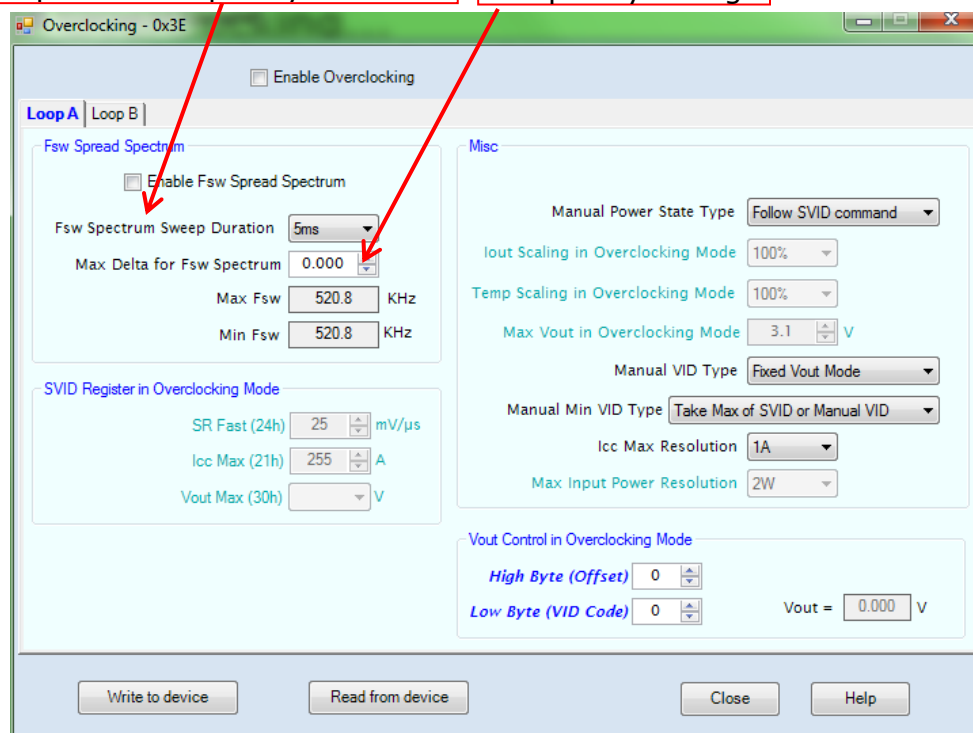 Overclocking - 0x3E
Enable Overclocking
Loop A Loop B
Fsw Spread Spectrum
Enable Fsw Spread Spectrum
Fsw Spectrum Sweep Duration 5ms
Max Delta for Fsw Spectrum 0.000
Max Fsw 520.8 KHz
Min Fsw 520.8 KHz
SVID Register in Overclocking Mode
SR Fast (24h) 25 mV/µs
Icc Max (21h) 255 A
Vout Max (30h) V
Misc
Manual Power State Type Follow SVID command
Iout Scaling in Overclocking Mode 100%
Temp Scaling in Overclocking Mode 100%
Max Vout in Overclocking Mode 3.1 V
Manual VID Type Fixed Vout Mode
Manual Min VID Type Take Max of SVID or Manual VID
Icc Max Resolution 1A
Max Input Power Resolution 2W
Vout Control in Overclocking Mode
High Byte (Offset) 0
Low Byte (VID Code) 0 Vout = 0.000 V
Write to device Read from device Close Help